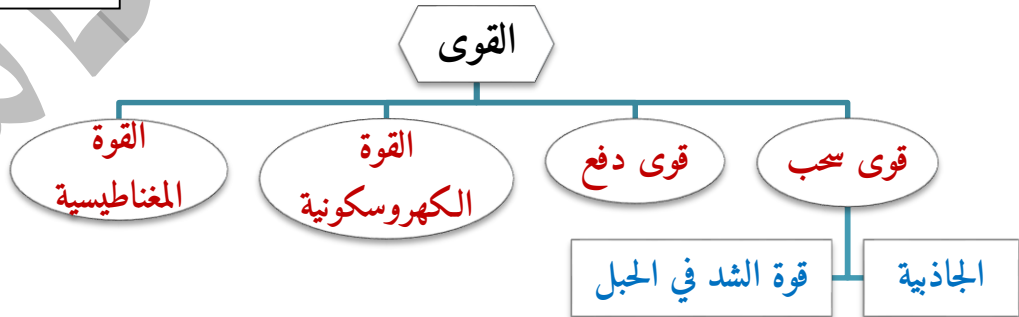 القوى
قوى سحب
قوى دفع
القوة
الكهروسكونية
القوة
المغناطيسية
الجاذبية
قوة الشد في الحبل